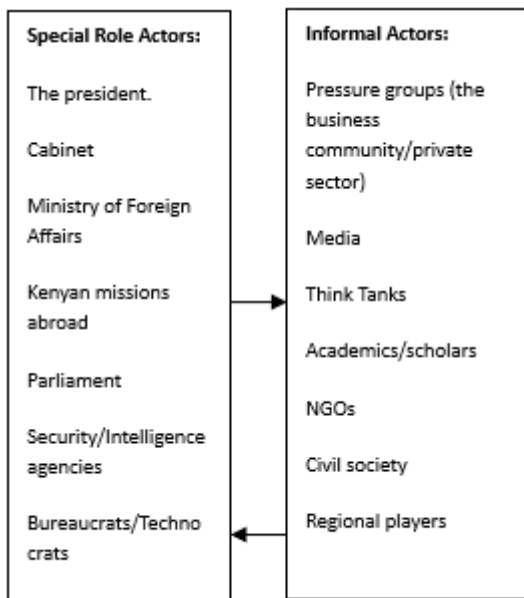 Special Role Actors:
The president.
Cabinet
Ministry of Foreign
Affairs
Kenyan missions
abroad
Parliament
Security/Intelligence
agencies
Bureaucrats/Techno
crats
Informal Actors:
Pressure groups (the
business
community/private
sector)
Media
Think Tanks
Academics/scholars
NGOs
Civil society
Regional players